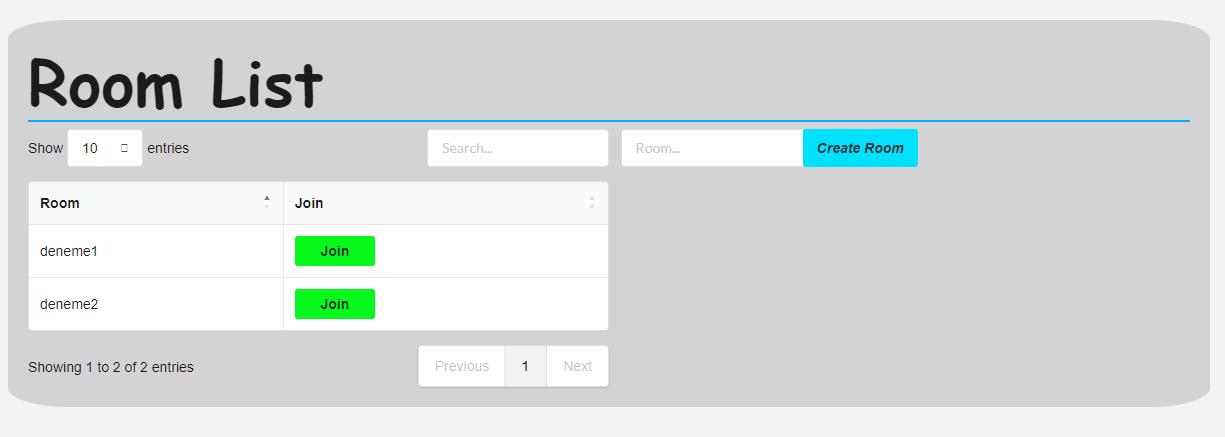 Room List
Show 10 entries Search... Room... Create Room
Room Join
deneme1 Join
deneme2 Join
Showing 1 to 2 of 2 entries Previous 1 Next